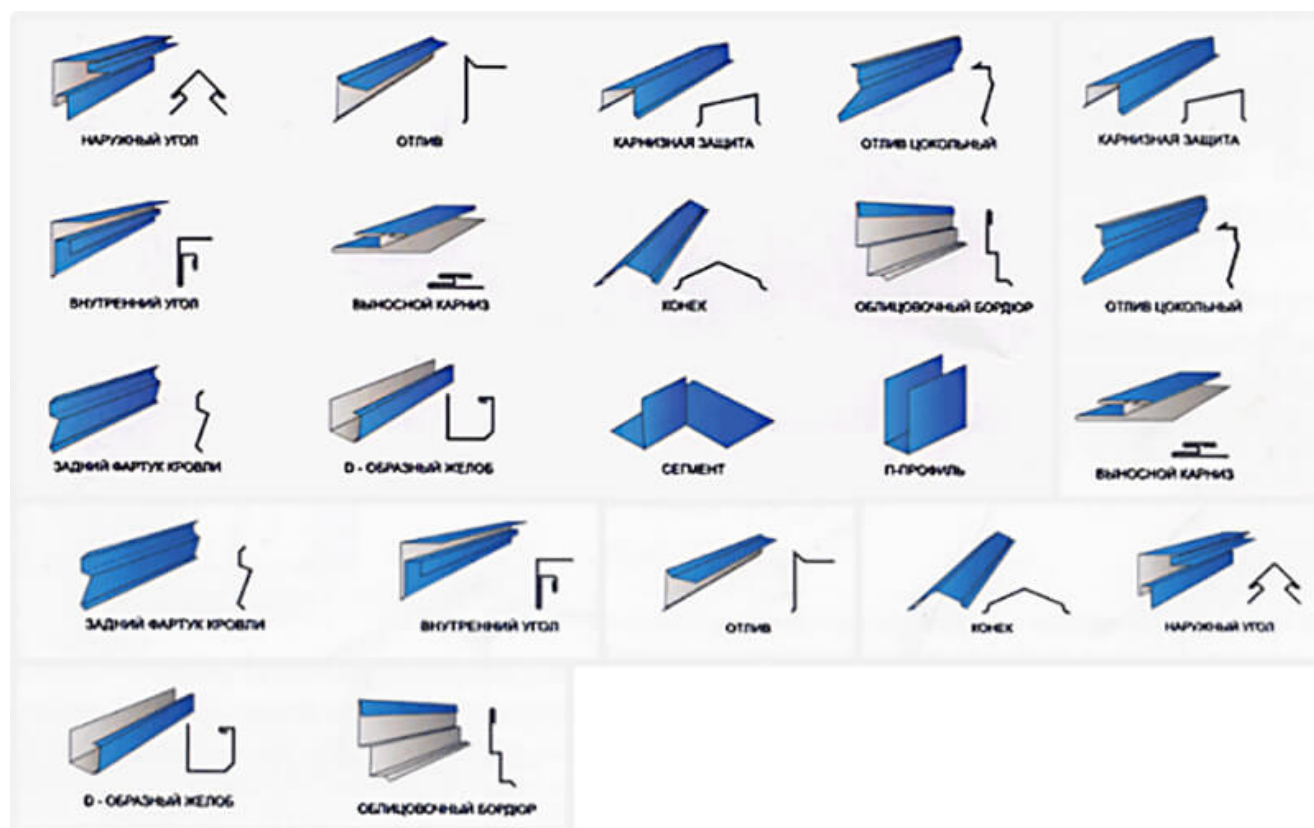 НАРУЖНЫЙ УГОЛ
ОТЛИВ
КАРНИЗНАЯ ЗАЩИТА
ОТЛИВ ЦОКОЛЬНЫЙ
КАРНИЗНАЯ ЗАЩИТА
ВНУТРЕННИЙ УГОЛ
ВЫНОСНОЙ КАРНИЗ
КОНЕК
ОБЛИЦОВОЧНЫЙ БОРДЮР
ОТЛИВ ЦОКОЛЬНЫЙ
ЗАДНИЙ ФАРТУК КРОВЛИ
D - ОБРАЗНЫЙ ЖЕЛОБ
СЕГМЕНТ
П-ПРОФИЛЬ
ВЫНОСНОЙ КАРНИЗ
ЗАДНИЙ ФАРТУК КРОВЛИ
ВНУТРЕННИЙ УГОЛ
ОТЛИВ
КОНЕК
НАРУЖНЫЙ УГОЛ
D - ОБРАЗНЫЙ ЖЕЛОБ
ОБЛИЦОВОЧНЫЙ БОРДЮР